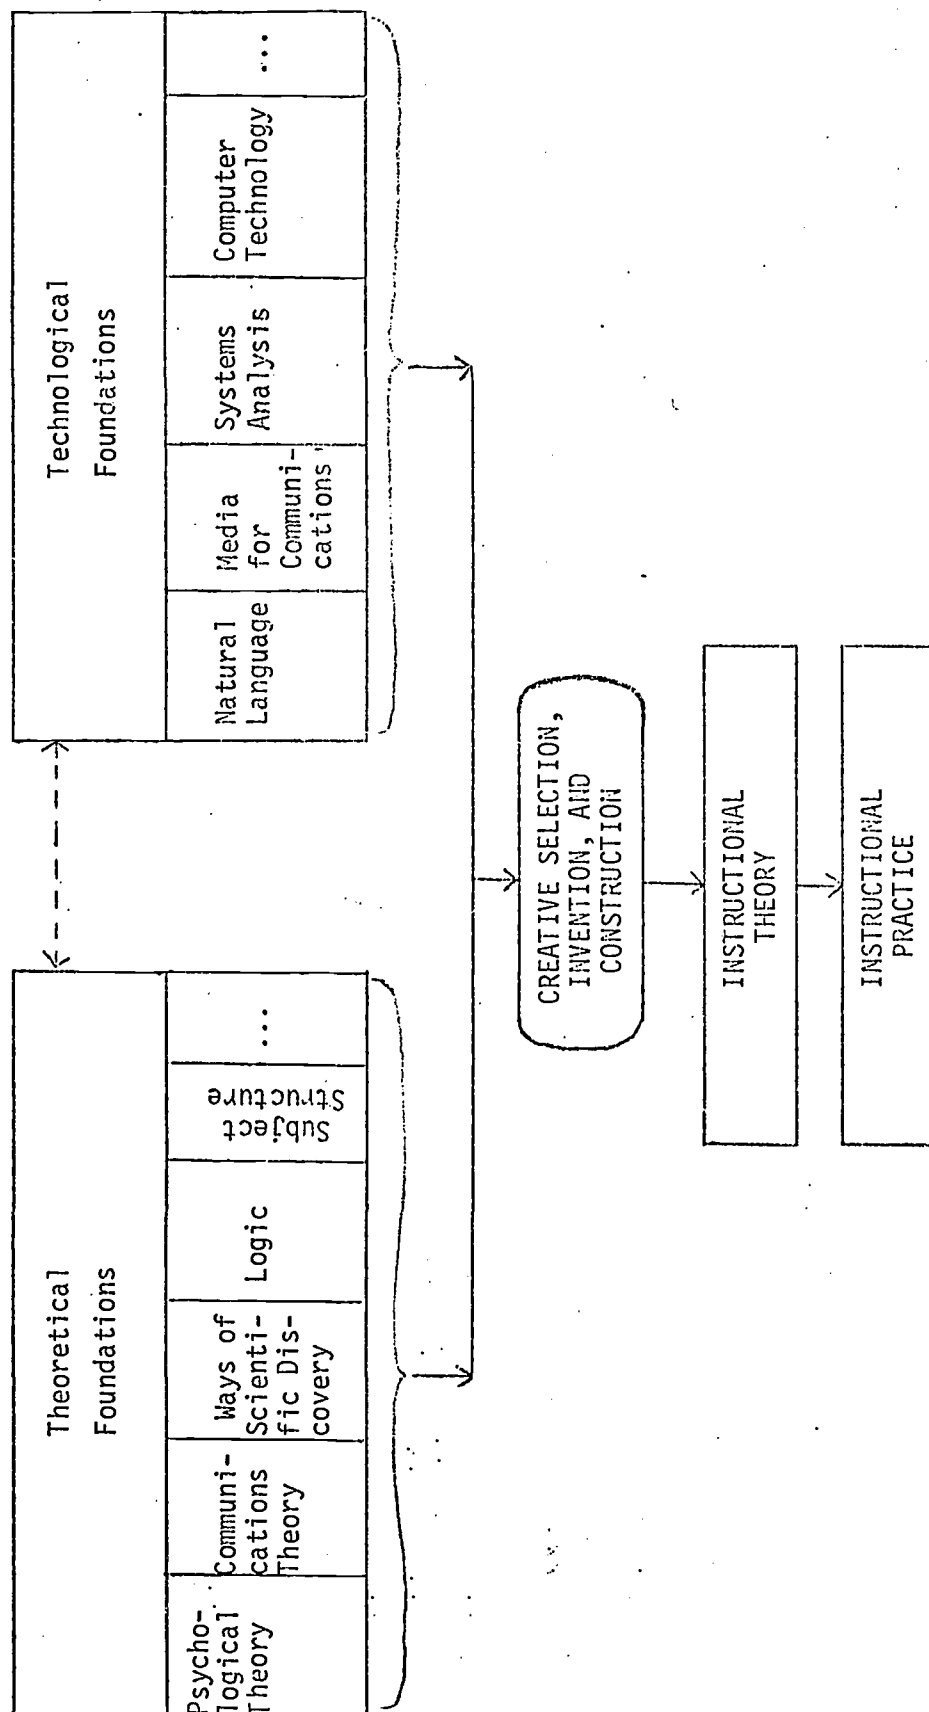 Theoretical
Foundations
Psycho-
logical
Theory
Communi-
cations
Theory
Ways of
Scienti-
fic Dis-
covery
Logic
Subject
Structure
...
Technological
Foundations
Natural
Language
Media
for
Communi-
cations
Systems
Analysis
Computer
Technology
...
CREATIVE SELECTION,
INVENTION, AND
CONSTRUCTION
INSTRUCTIONAL
THEORY
INSTRUCTIONAL
PRACTICE